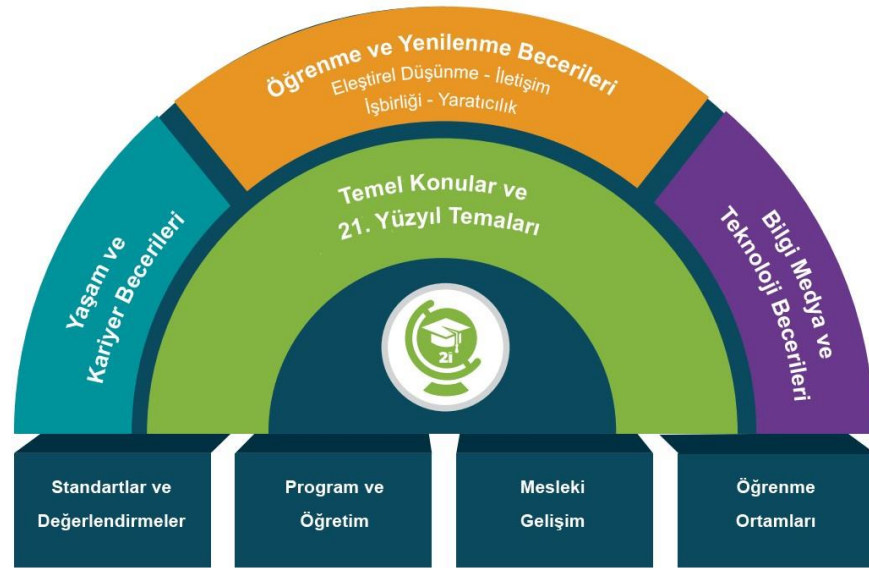 Öğrenme ve Yenilenme Becerileri
Eleştirel Düşünme - İletişim
İşbirliği - Yaratıcılık
Yaşam ve
Kariyer Becerileri
Temel Konular ve
21. Yüzyıl Temaları
Bilgi Medya ve
Teknoloji Becerileri
2i
Standartlar ve
Değerlendirmeler
Program ve
Öğretim
Mesleki
Gelişim
Öğrenme
Ortamları